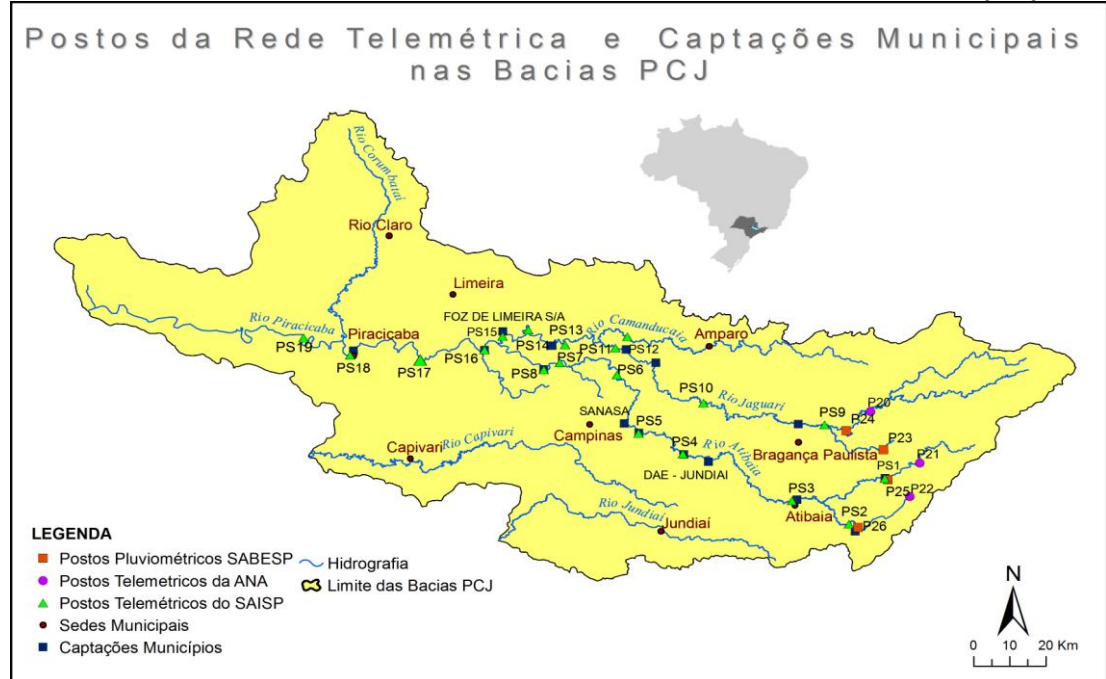 Postos da Rede Telemétrica e Captações Municipais
nas Bacias PCJ
Rio Corumbataí
Rio Claro
Limeira
FOZ DE LIMEIRA S/A
Rio Piracicaba
Piracicaba
PS19
PS18
PS17
PS16
PS15
PS14
PS13
Rio Camanducaia
Amparo
PS11
PS12
PS7
PS8
PS6
PS10
Rio Jaguari
PS9
P20
P24
SANASA
PS5
Campinas
PS4
Rio Atibaia
Bragança Paulista
P23
PS1
P21
DAE - JUNDIAI
P25
P22
Capivari
Rio Capivari
PS3
Atibaia
PS2
P26
Rio Jundiaí
Jundiaí
LEGENDA
Postos Pluviométricos SABESP
Postos Telemetricos da ANA
Postos Telemétricos do SAISP
Sedes Municipais
Captações Municípios
Hidrografia
Limite das Bacias PCJ
N
0 10 20 Km